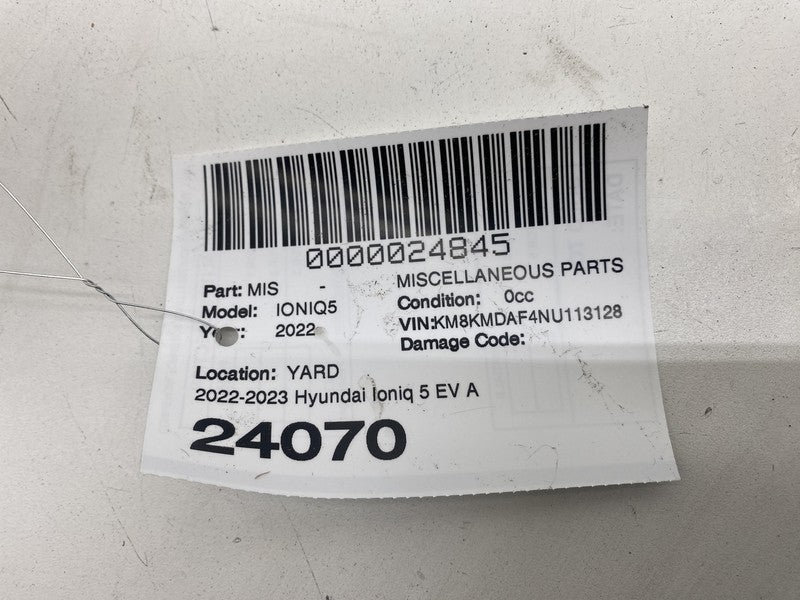 0000024845
Part: MIS - MISCELLANEOUS PARTS
Model: IONIQ5 Condition: 0cc
2022 VIN:KM8KMDAF4NU113128
Damage Code:
Location: YARD
2022-2023 Hyundai Ioniq 5 EV A
24070